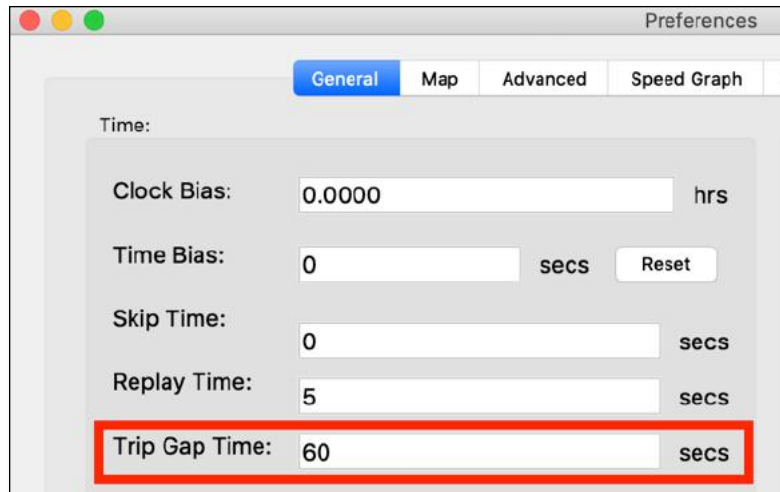 Preferences
General Map Advanced Speed Graph
Time:
Clock Bias: 0.0000 hrs
Time Bias: 0 secs Reset
Skip Time: 0 secs
Replay Time: 5 secs
Trip Gap Time: 60 secs